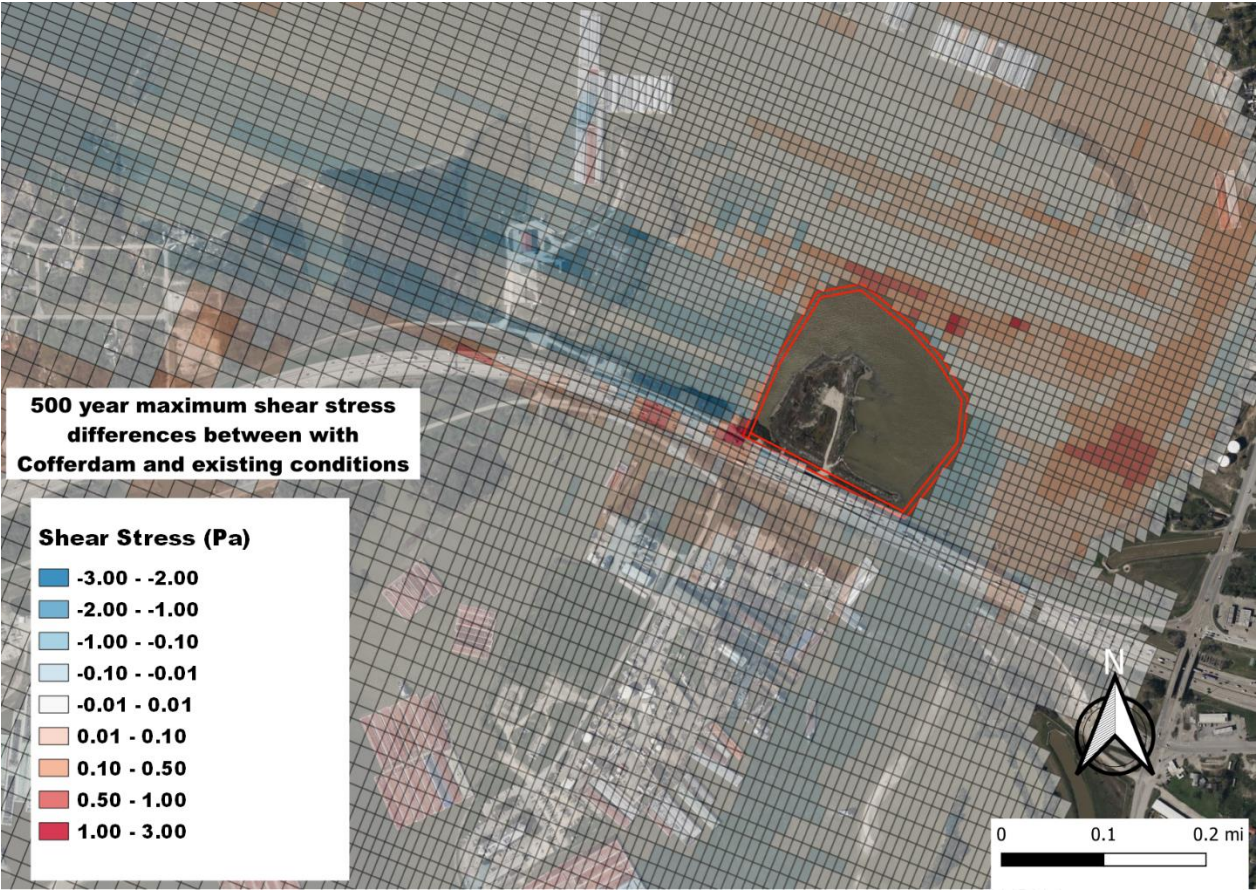 500 year maximum shear stress
differences between with
Cofferdam and existing conditions
Shear Stress (Pa)
-3.00 - -2.00
-2.00 - -1.00
-1.00 - -0.10
-0.10 - -0.01
-0.01 - 0.01
0.01 - 0.10
0.10 - 0.50
0.50 - 1.00
1.00 - 3.00
N
0 0.1 0.2 mi